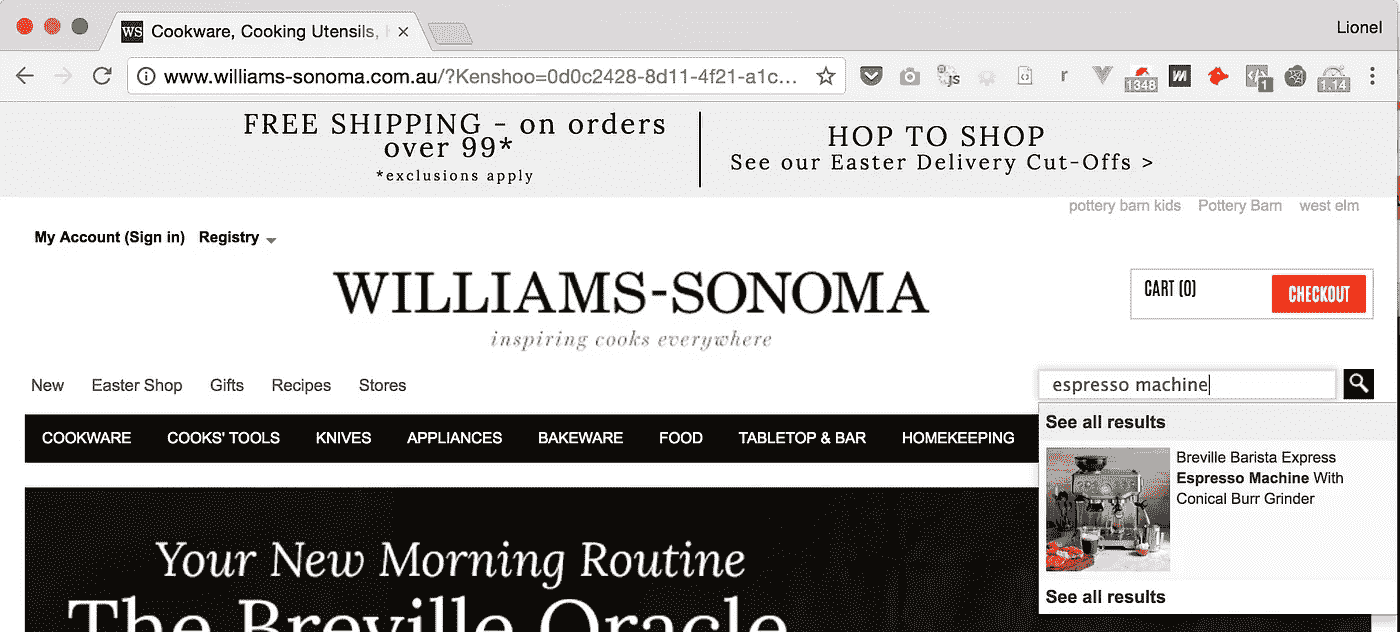 WS Cookware, Cooking Utensils,
Lionel
www.williams-sonoma.com.au/?Kenshoo=0d0c2428-8d11-4f21-a1c...
js
r
1348
1
1.14
FREE SHIPPING - on orders
over 99*
*exclusions apply
HOP TO SHOP
See our Easter Delivery Cut-Offs >
pottery barn kids Pottery Barn west elm
My Account (Sign in) Registry
WILLIAMS-SONOMA
inspiring cooks everywhere
CART (0)
CHECKOUT
New Easter Shop Gifts Recipes Stores
espresso machine
COOKWARE COOKS' TOOLS KNIVES APPLIANCES BAKEWARE FOOD TABLETOP & BAR HOMEKEEPING
See all results
Breville Barista Express
Espresso Machine With
Conical Burr Grinder
See all results
Your New Morning Routine
The Breville Oracle